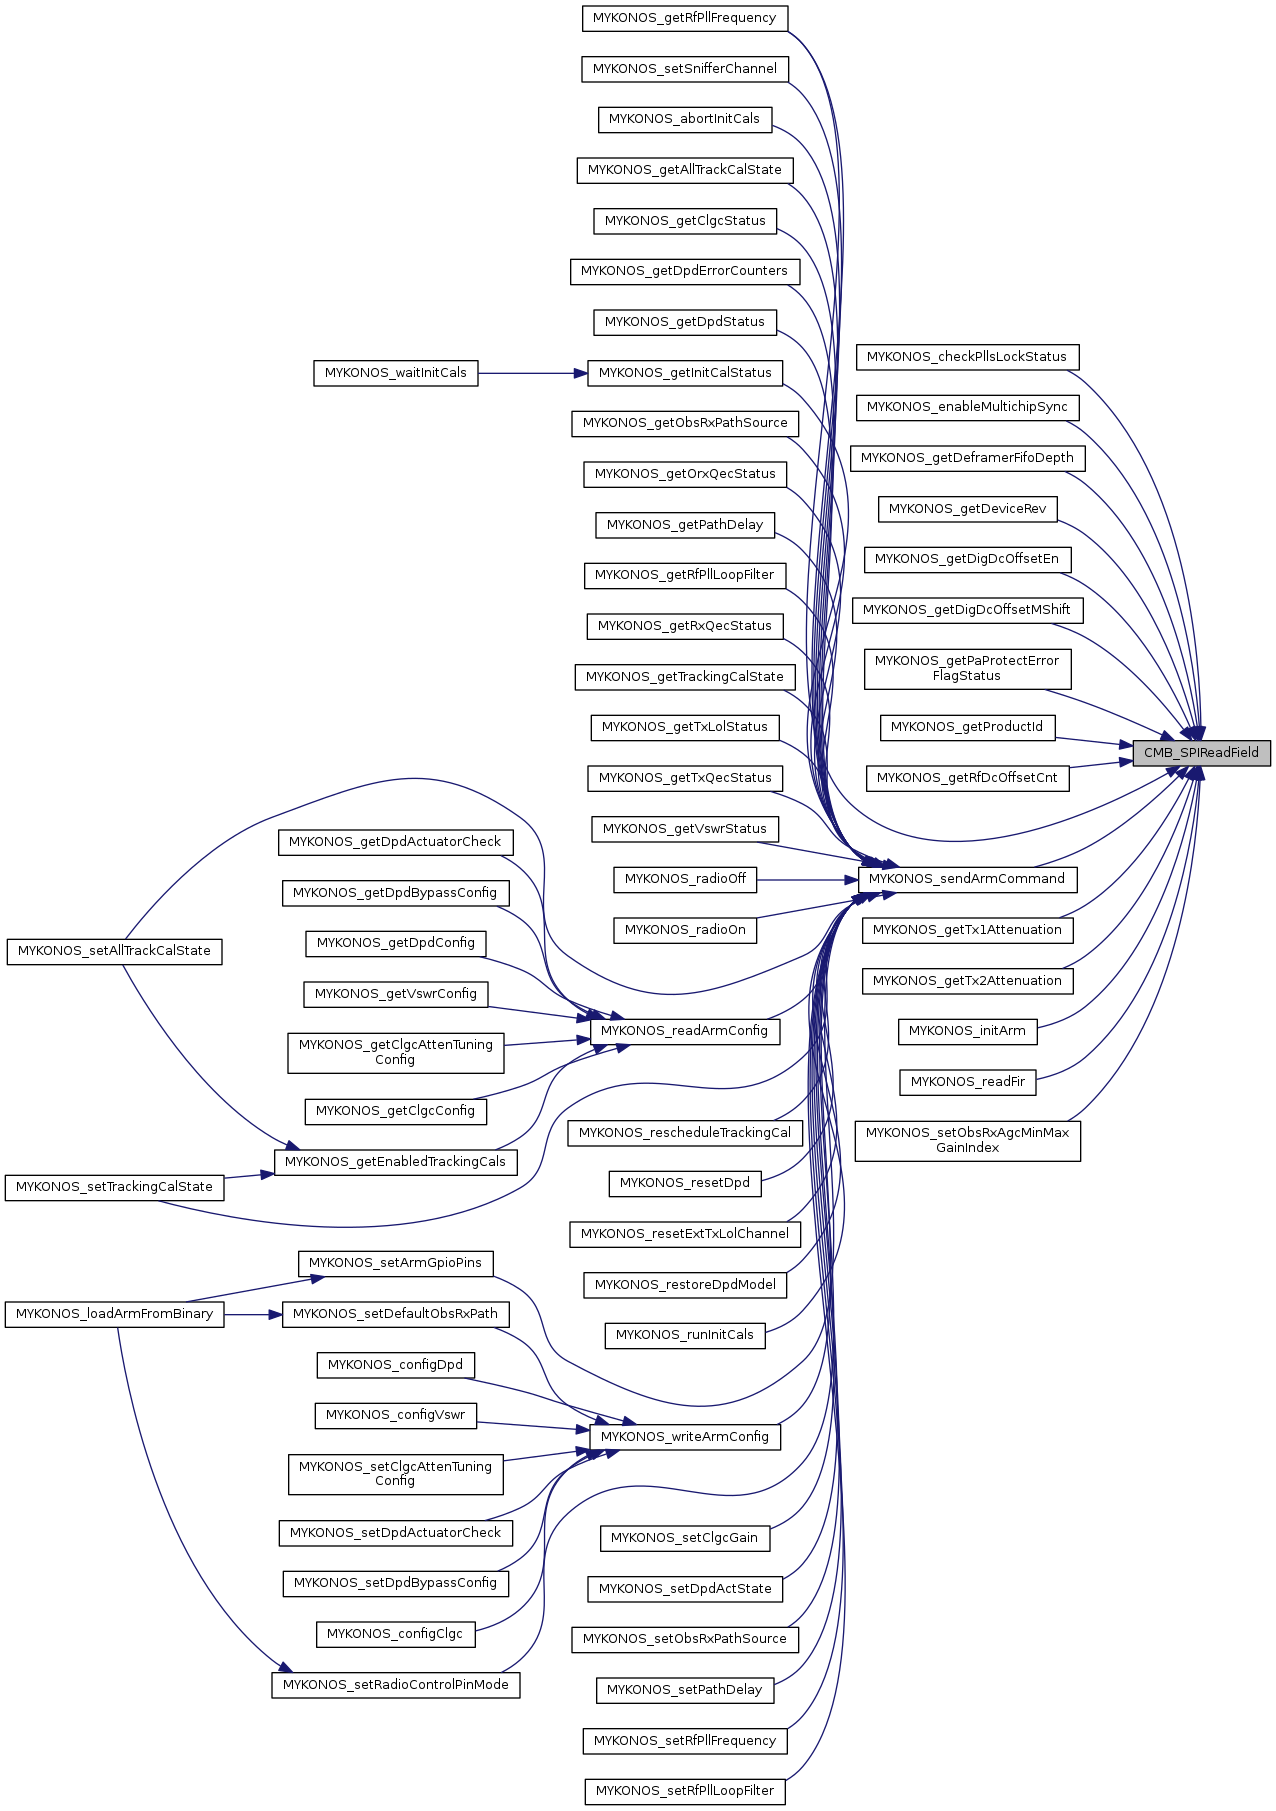 MYKONOS_getRfPllFrequency
MYKONOS_setSnifferChannel
MYKONOS_abortInitCals
MYKONOS_getAllTrackCalState
MYKONOS_getClgcStatus
MYKONOS_getDpdErrorCounters
MYKONOS_getDpdStatus
MYKONOS_waitInitCals
MYKONOS_getInitCalStatus
MYKONOS_getObsRxPathSource
MYKONOS_getOrxQecStatus
MYKONOS_getPathDelay
MYKONOS_getRfPllLoopFilter
MYKONOS_getRxQecStatus
MYKONOS_getTrackingCalState
MYKONOS_getTxLolStatus
MYKONOS_getTxQecStatus
MYKONOS_getVswrStatus
MYKONOS_radioOff
MYKONOS_radioOn
MYKONOS_checkPllsLockStatus
MYKONOS_enableMultichipSync
MYKONOS_getDeframerFifoDepth
MYKONOS_getDeviceRev
MYKONOS_getDigDcOffsetEn
MYKONOS_getDigDcOffsetMShift
MYKONOS_getPaProtectError
FlagStatus
MYKONOS_getProductId
CMB_SPIReadField
MYKONOS_getRfDcOffsetCnt
MYKONOS_sendArmCommand
MYKONOS_getTx1Attenuation
MYKONOS_getTx2Attenuation
MYKONOS_initArm
MYKONOS_readFir
MYKONOS_setObsRxAgcMinMax
GainIndex
MYKONOS_getDpdActuatorCheck
MYKONOS_getDpdBypassConfig
MYKONOS_getDpdConfig
MYKONOS_setAllTrackCalState
MYKONOS_getVswrConfig
MYKONOS_readArmConfig
MYKONOS_getClgcAttenTuning
Config
MYKONOS_getClgcConfig
MYKONOS_getEnabledTrackingCals
MYKONOS_setTrackingCalState
MYKONOS_rescheduleTrackingCal
MYKONOS_resetDpd
MYKONOS_resetExtTxLolChannel
MYKONOS_restoreDpdModel
MYKONOS_runInitCals
MYKONOS_setArmGpioPins
MYKONOS_loadArmFromBinary
MYKONOS_setDefaultObsRxPath
MYKONOS_configDpd
MYKONOS_configVswr
MYKONOS_writeArmConfig
MYKONOS_setClgcAttenTuning
Config
MYKONOS_setDpdActuatorCheck
MYKONOS_setDpdBypassConfig
MYKONOS_configClgc
MYKONOS_setRadioControlPinMode
MYKONOS_setClgcGain
MYKONOS_setDpdActState
MYKONOS_setObsRxPathSource
MYKONOS_setPathDelay
MYKONOS_setRfPllFrequency
MYKONOS_setRfPllLoopFilter